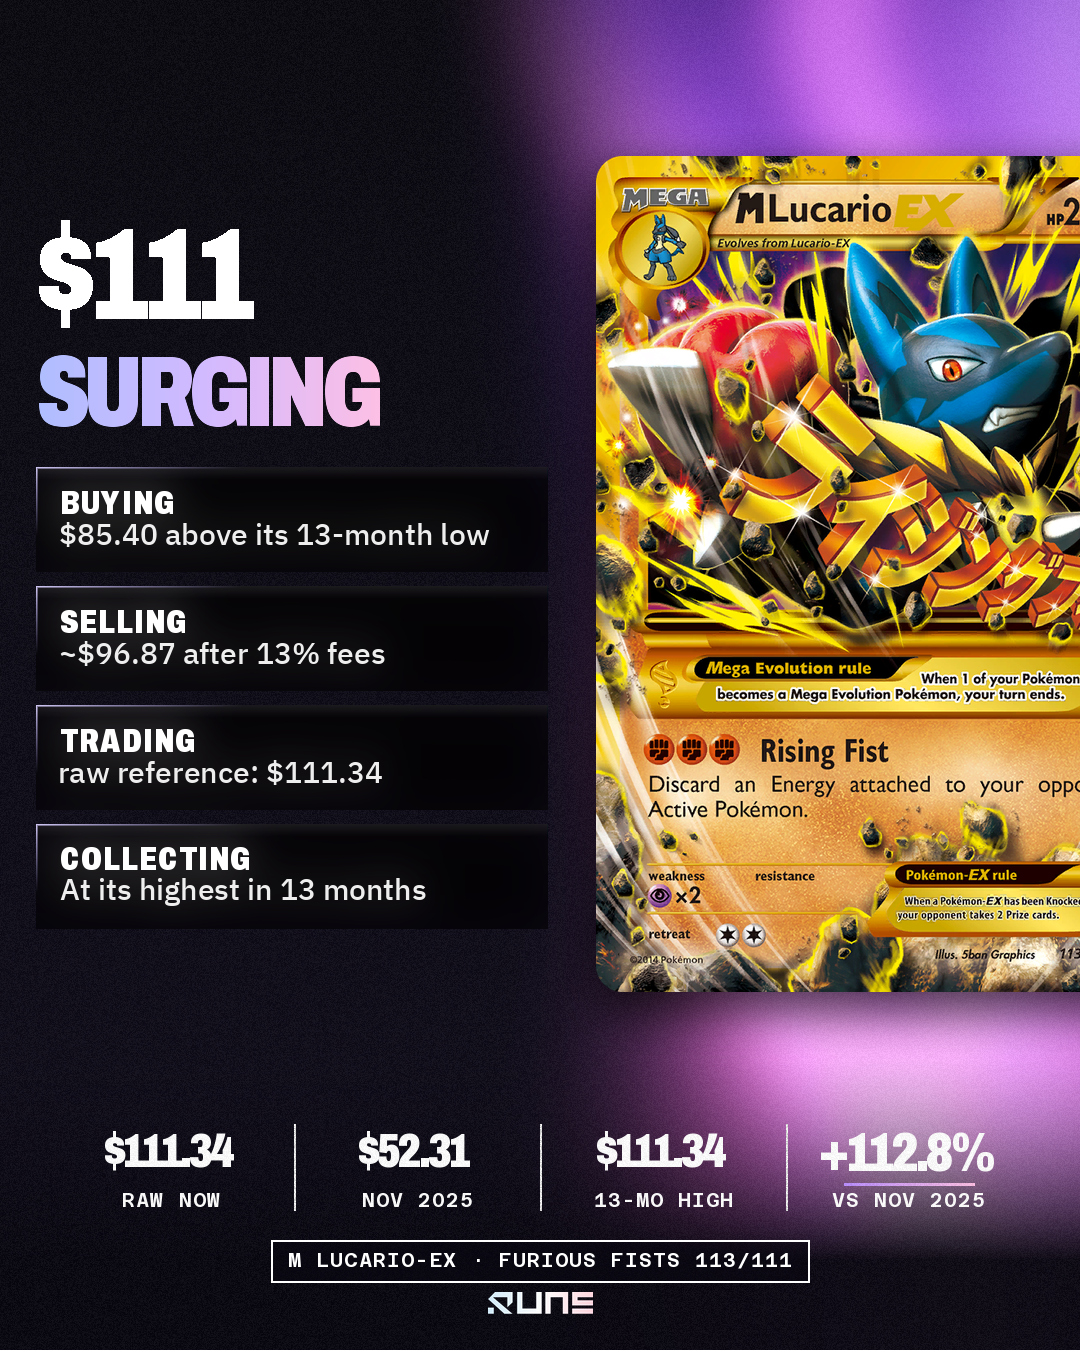 $111
SURGING
BUYING
$85.40 above its 13-month low
SELLING
~$96.87 after 13% fees
TRADING
raw reference: $111.34
COLLECTING
At its highest in 13 months
MEGA
M Lucario EX
HP 2
Evolves from Lucario-EX
Mega Evolution rule
When 1 of your Pokémon
becomes a Mega Evolution Pokémon, your turn ends.
Rising Fist
Discard an Energy attached to your oppo
Active Pokémon.
weakness
resistance
×2
Pokémon-EX rule
When a Pokémon-EX has been Knocked
your opponent takes 2 Prize cards.
retreat
Illus. 5ban Graphics
113
©2014 Pokémon
$111.34
RAW NOW
$52.31
NOV 2025
$111.34
13-MO HIGH
+112.8%
VS NOV 2025
M LUCARIO-EX · FURIOUS FISTS 113/111
RUNE